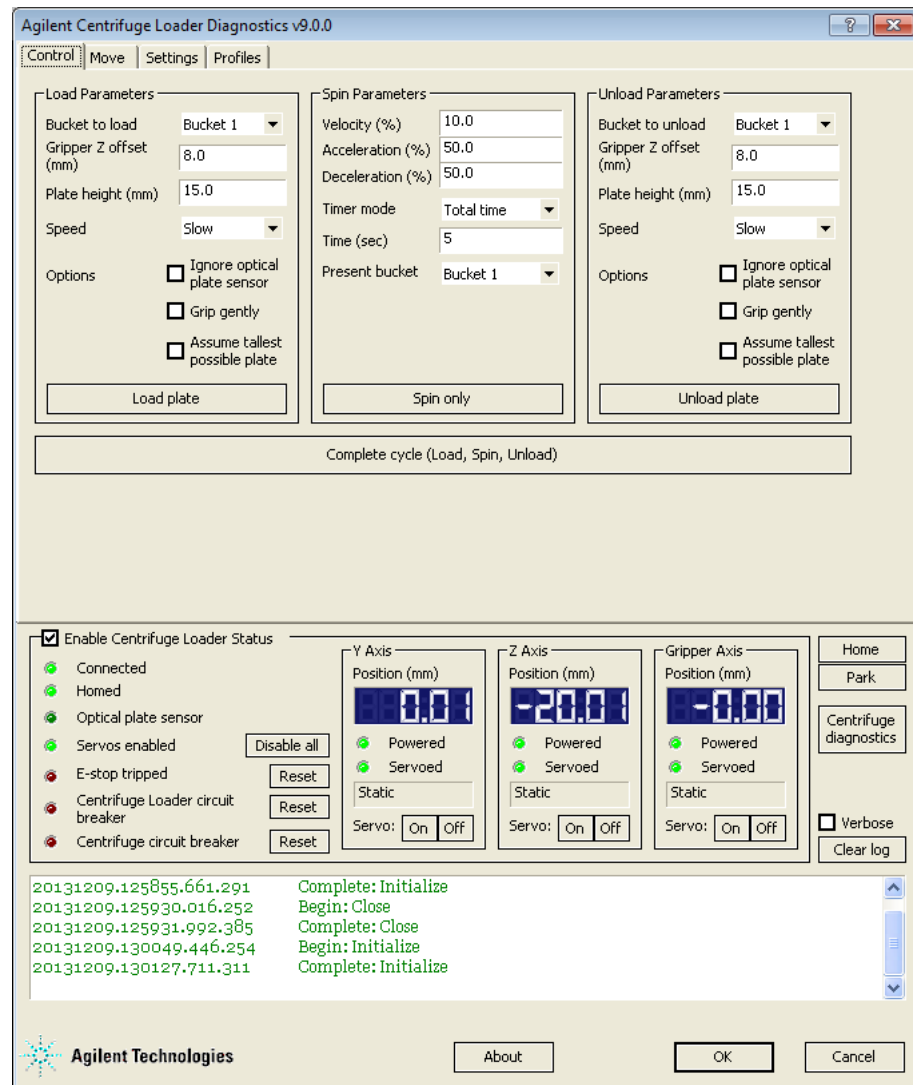 Agilent Centrifuge Loader Diagnostics v9.0.0
?
Control Move Settings Profiles
Load Parameters
Bucket to load Bucket 1
Gripper Z offset (mm) 8.0
Plate height (mm) 15.0
Speed Slow
Options
Ignore optical
plate sensor
Grip gently
Assume tallest
possible plate
Load plate
Spin Parameters
Velocity (%) 10.0
Acceleration (%) 50.0
Deceleration (%) 50.0
Timer mode Total time
Time (sec) 5
Present bucket Bucket 1
Spin only
Unload Parameters
Bucket to unload Bucket 1
Gripper Z offset (mm) 8.0
Plate height (mm) 15.0
Speed Slow
Options
Ignore optical
plate sensor
Grip gently
Assume tallest
possible plate
Unload plate
Complete cycle (Load, Spin, Unload)
Enable Centrifuge Loader Status
Connected
Homed
Optical plate sensor
Servos enabled Disable all
E-stop tripped Reset
Centrifuge Loader circuit
breaker Reset
Centrifuge circuit breaker Reset
Y Axis
Position (mm)
0.01
Powered
Servoed
Static
Servo: On Off
Z Axis
Position (mm)
-20.01
Powered
Servoed
Static
Servo: On Off
Gripper Axis
Position (mm)
-0.00
Powered
Servoed
Static
Servo: On Off
Home
Park
Centrifuge
diagnostics
Verbose
Clear log
20131209.125855.661.291 Complete: Initialize
20131209.125930.016.252 Begin: Close
20131209.125931.992.385 Complete: Close
20131209.130049.446.254 Begin: Initialize
20131209.130127.711.311 Complete: Initialize
Agilent Technologies
About OK Cancel